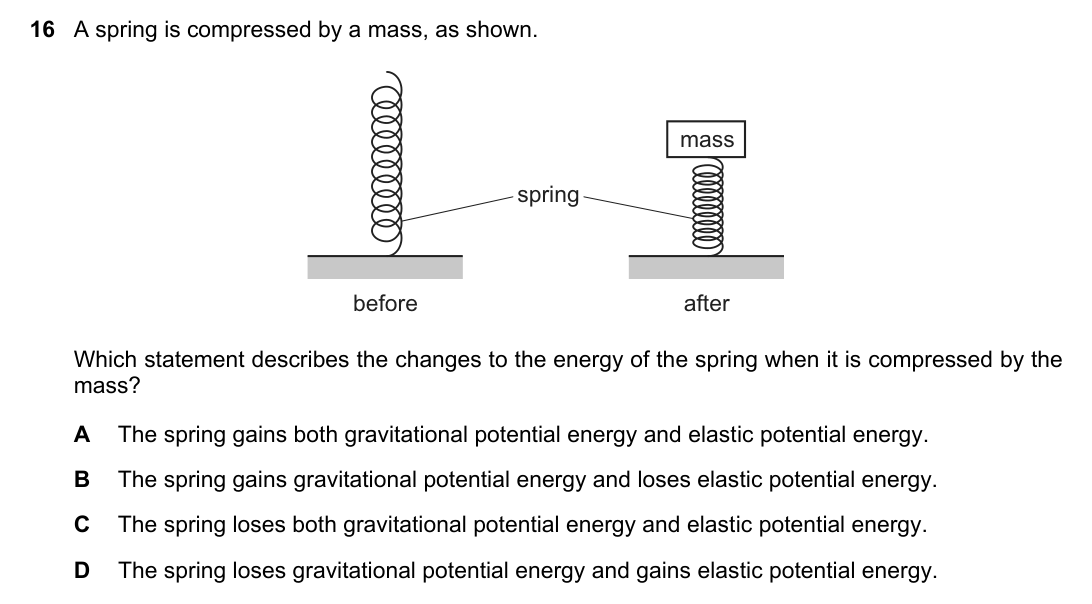 16 A spring is compressed by a mass, as shown.
mass
spring
before
after
Which statement describes the changes to the energy of the spring when it is compressed by the
mass?
A The spring gains both gravitational potential energy and elastic potential energy.
B The spring gains gravitational potential energy and loses elastic potential energy.
C The spring loses both gravitational potential energy and elastic potential energy.
D The spring loses gravitational potential energy and gains elastic potential energy.